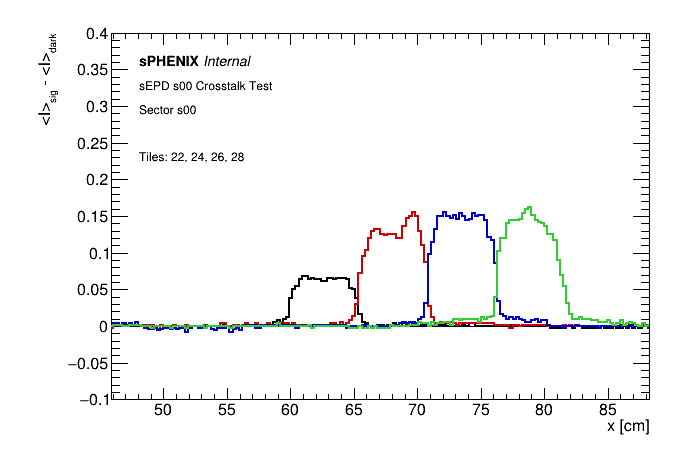 0.4
0.35
0.3
0.25
0.2
0.15
0.1
0.05
0
−0.05
−0.1
<I>sig - <I>dark
sPHENIX Internal
sEPD s00 Crosstalk Test
Sector s00
Tiles: 22, 24, 26, 28
50 55 60 65 70 75 80 85
x [cm]